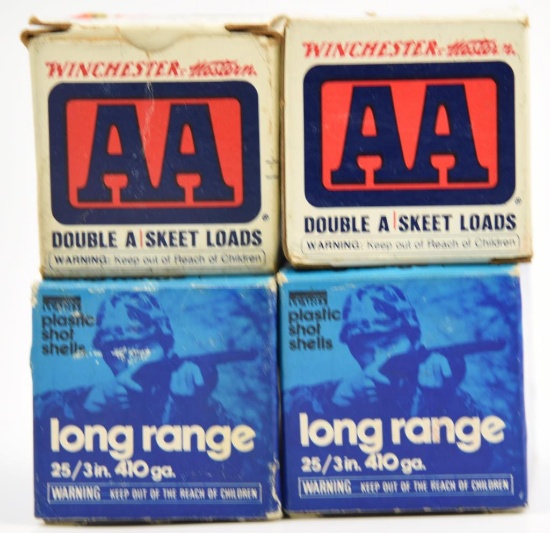 WINCHESTER-Western
AA
DOUBLE A | SKEET LOADS
WARNING: Keep out of Reach of Children
WINCHESTER-Western
AA
DOUBLE A | SKEET LOADS
WARNING: Keep out of Reach of Children
plastic
shot
shells
long range
25/3 in. 410 ga.
WARNING KEEP OUT OF THE REACH OF CHILDREN
plastic
shot
shells
long range
25/3 in. 410 ga.
WARNING KEEP OUT OF THE REACH OF CHILDREN